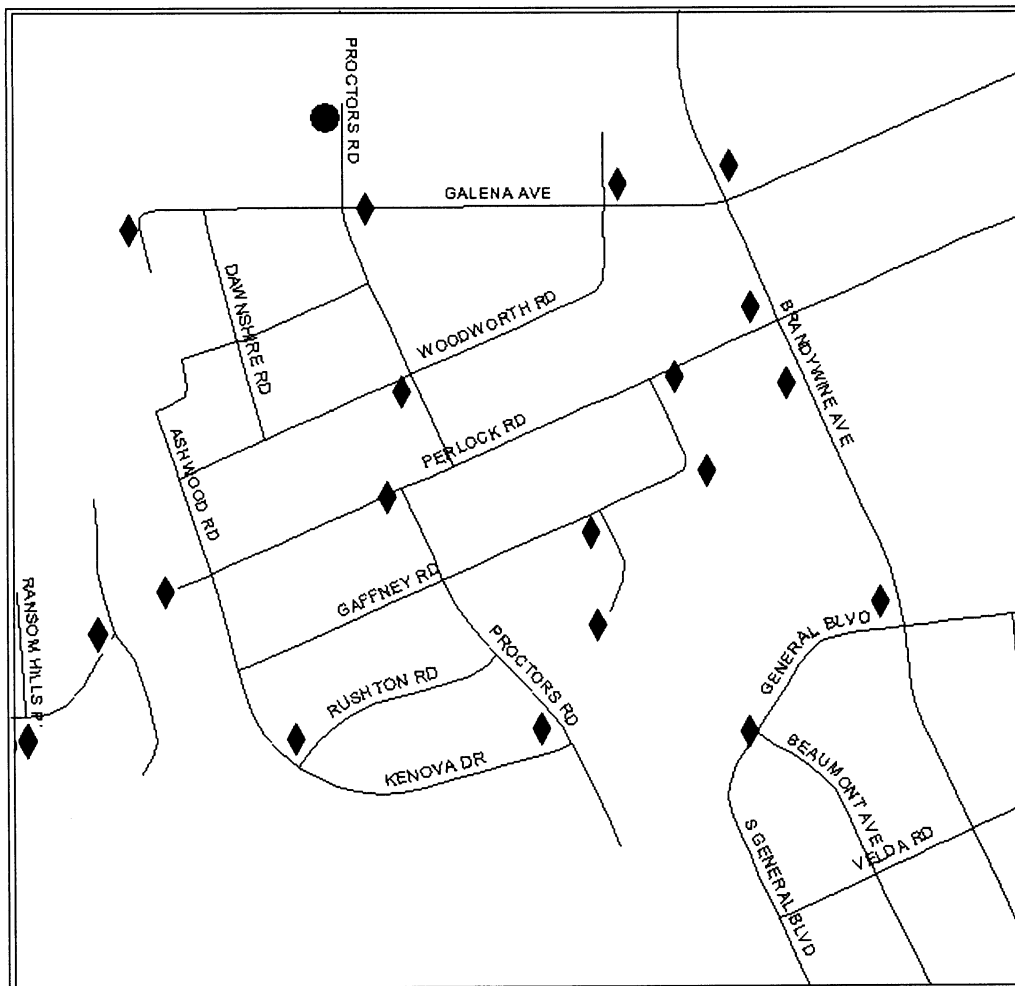 PROCTORS RD
GALENA AVE
DAWNSHIRE RD
WOODWORTH RD
BRANDYWINE AVE
PERLOCK RD
ASHWOOD RD
GAFFNEY RD
RANSOM HILLS
GENERAL BLVD
PROCTORS RD
RUSHTON RD
KENOVA DR
BEAUMONT AVE
VELDA RD
S GENERAL BLVD